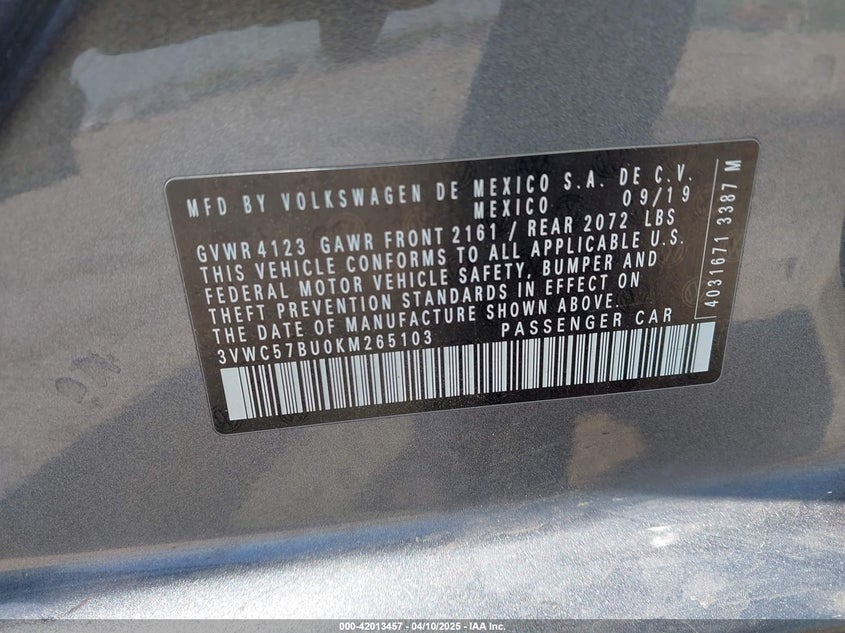 MFD BY VOLKSWAGEN DE MEXICO S.A. DE C.V.
MEXICO 09/19
GVWR 4123 GAWR FRONT 2161 / REAR 2072 LBS
THIS VEHICLE CONFORMS TO ALL APPLICABLE U.S.
FEDERAL MOTOR VEHICLE SAFETY, BUMPER AND
THEFT PREVENTION STANDARDS IN EFFECT ON
THE DATE OF MANUFACTURE SHOWN ABOVE.
3VWC57BU0KM265103 PASSENGER CAR
4031671 3387 M
000-42013457 - 04/10/2025 - IAA Inc.